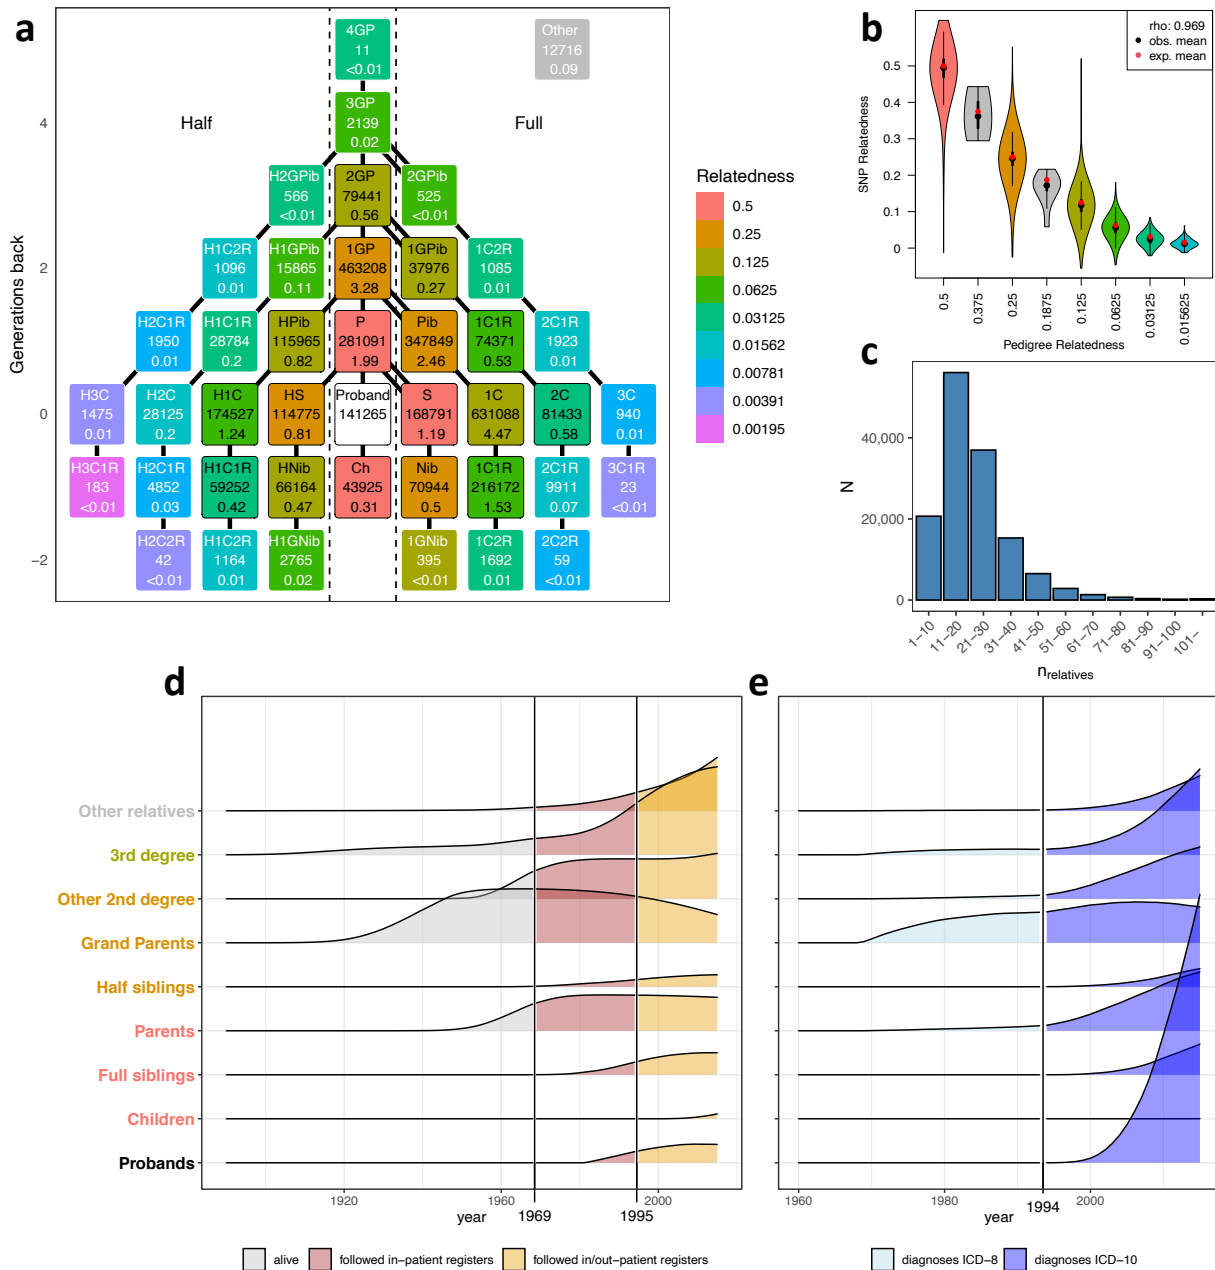 a
Generations back
4
2
0
−2
Half
Full
4GP
11
<0.01
Other
12716
0.09
3GP
2139
0.02
H2GPib
566
<0.01
2GP
79441
0.56
2GPib
525
<0.01
H1C2R
1096
0.01
H1GPib
15865
0.11
1GP
463208
3.28
1GPib
37976
0.27
1C2R
1085
0.01
H2C1R
1950
0.01
H1C1R
28784
0.2
HPib
115965
0.82
P
281091
1.99
Pib
347849
2.46
1C1R
74371
0.53
2C1R
1923
0.01
H3C
1475
0.01
H2C
28125
0.2
H1C
174527
1.24
HS
114775
0.81
Proband
141265
S
168791
1.19
1C
631088
4.47
2C
81433
0.58
3C
940
0.01
H3C1R
183
<0.01
H2C1R
4852
0.03
H1C1R
59252
0.42
HNib
66164
0.47
Ch
43925
0.31
Nib
70944
0.5
1C1R
216172
1.53
2C1R
9911
0.07
3C1R
23
<0.01
H2C2R
42
<0.01
H1C2R
1164
0.01
H1GNib
2765
0.02
1GNib
395
<0.01
1C2R
1692
0.01
2C2R
59
<0.01
Relatedness
0.5
0.25
0.125
0.0625
0.03125
0.01562
0.00781
0.00391
0.00195
b
SNP Relatedness
0.5
0.4
0.3
0.2
0.1
0
rho: 0.969
obs. mean
exp. mean
0.5
0.375
0.25
0.1875
0.125
0.0625
0.03125
0.015625
Pedigree Relatedness
c
N
40,000
20,000
0
1−10
11−20
21−30
31−40
41−50
51−60
61−70
71−80
81−90
91−100
101−
nrelatives
d
Other relatives
3rd degree
Other 2nd degree
Grand Parents
Half siblings
Parents
Full siblings
Children
Probands
1920
1960
2000
year
1969
1995
alive
followed in−patient registers
followed in/out−patient registers
e
1960
1980
2000
year
1994
diagnoses ICD−8
diagnoses ICD−10